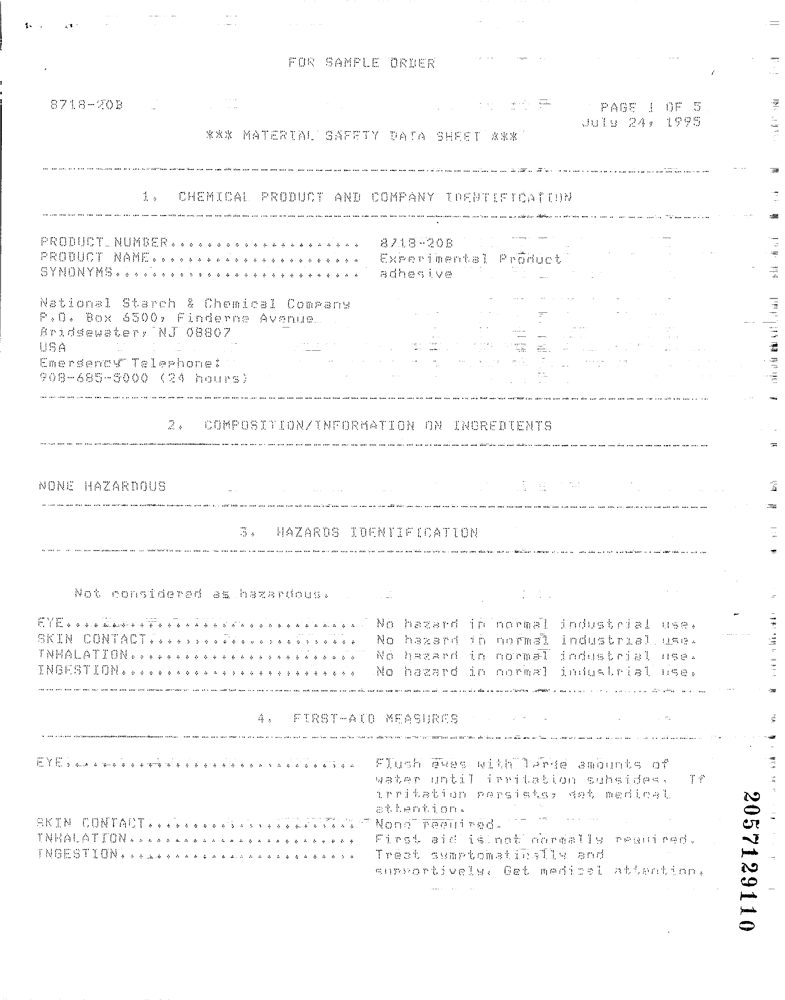 FOR SAMPLE ORDER
8718-20B
PAGE 1 OF 5
July 24, 1995
*** MATERIAL SAFETY DATA SHEET ***
1. CHEMICAL PRODUCT AND COMPANY IDENTIFICATION
PRODUCT NUMBER..................... 8718-20B
PRODUCT NAME....................... Experimental Product
SYNONYMS........................... adhesive
National Starch & Chemical Company
P.O. Box 6500, Finderne Avenue
Bridgewater, NJ 08807
USA
Emergency Telephone:
908-685-5000 (24 hours)
2. COMPOSITION/INFORMATION ON INGREDIENTS
NONE HAZARDOUS
3. HAZARDS IDENTIFICATION
Not considered as hazardous.
EYE................................ No hazard in normal industrial use.
SKIN CONTACT....................... No hazard in normal industrial use.
INHALATION......................... No hazard in normal industrial use.
INGESTION.......................... No hazard in normal industrial use.
4. FIRST-AID MEASURES
EYE................................ Flush eyes with large amounts of
water until irritation subsides. If
irritation persists, get medical
attention.
SKIN CONTACT....................... None required.
INHALATION......................... First aid is not normally required.
INGESTION.......................... Treat symptomatically and
supportively. Get medical attention.
2057129110